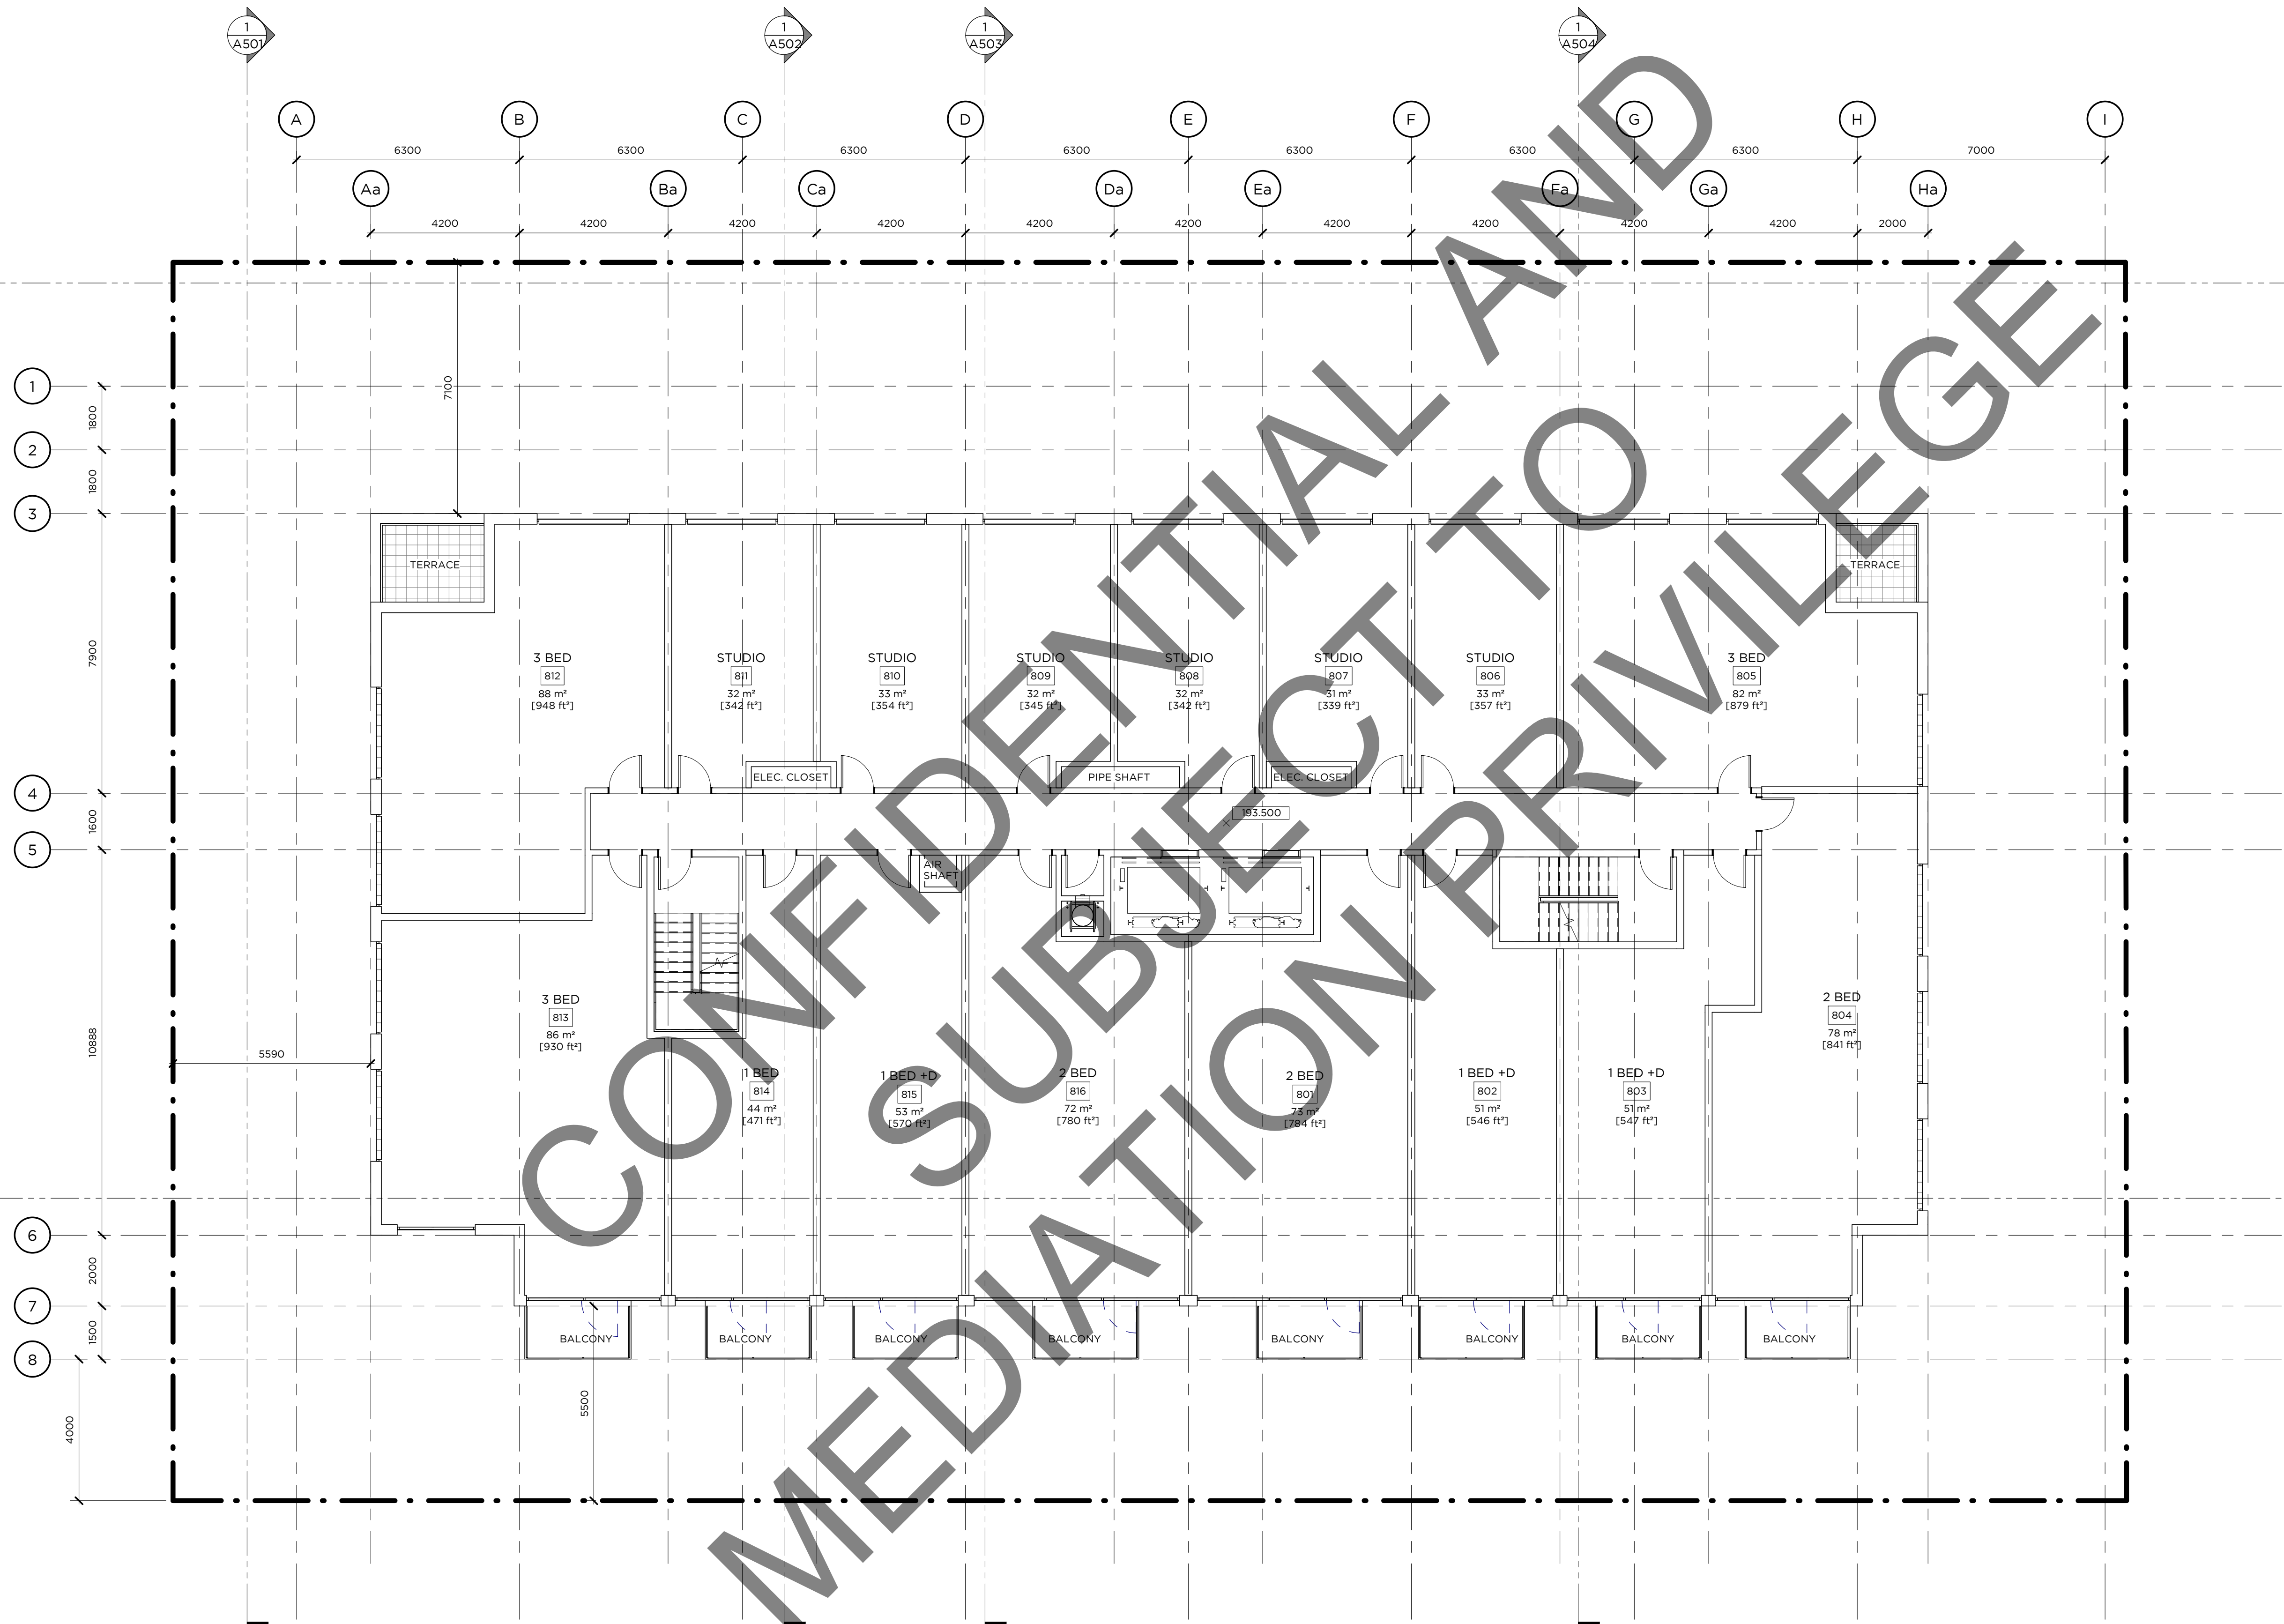 1
A501
1
A502
1
A503
1
A504
A
B
C
D
E
F
G
H
I
6300
6300
6300
6300
6300
6300
6300
7000
Aa
Ba
Ca
Da
Ea
Fa
Ga
Ha
4200
4200
4200
4200
4200
4200
4200
4200
4200
4200
2000
7100
1
1800
2
1800
3
7900
4
1600
5
10888
6
2000
7
1500
8
4000
5590
5500
TERRACE
TERRACE
3 BED
812
88 m²
[948 ft²]
STUDIO
811
32 m²
[342 ft²]
STUDIO
810
33 m²
[354 ft²]
STUDIO
809
32 m²
[345 ft²]
STUDIO
808
32 m²
[342 ft²]
STUDIO
807
31 m²
[339 ft²]
STUDIO
806
33 m²
[357 ft²]
3 BED
805
82 m²
[879 ft²]
ELEC. CLOSET
PIPE SHAFT
ELEC. CLOSET
193.500
AIR
SHAFT
3 BED
813
86 m²
[930 ft²]
1 BED
814
44 m²
[471 ft²]
1 BED +D
815
53 m²
[570 ft²]
2 BED
816
72 m²
[780 ft²]
2 BED
801
73 m²
[784 ft²]
1 BED +D
802
51 m²
[546 ft²]
1 BED +D
803
51 m²
[547 ft²]
2 BED
804
78 m²
[841 ft²]
BALCONY
BALCONY
BALCONY
BALCONY
BALCONY
BALCONY
BALCONY
BALCONY
CONFIDENTIAL AND
SUBJECT TO
MEDIATION PRIVILEGE